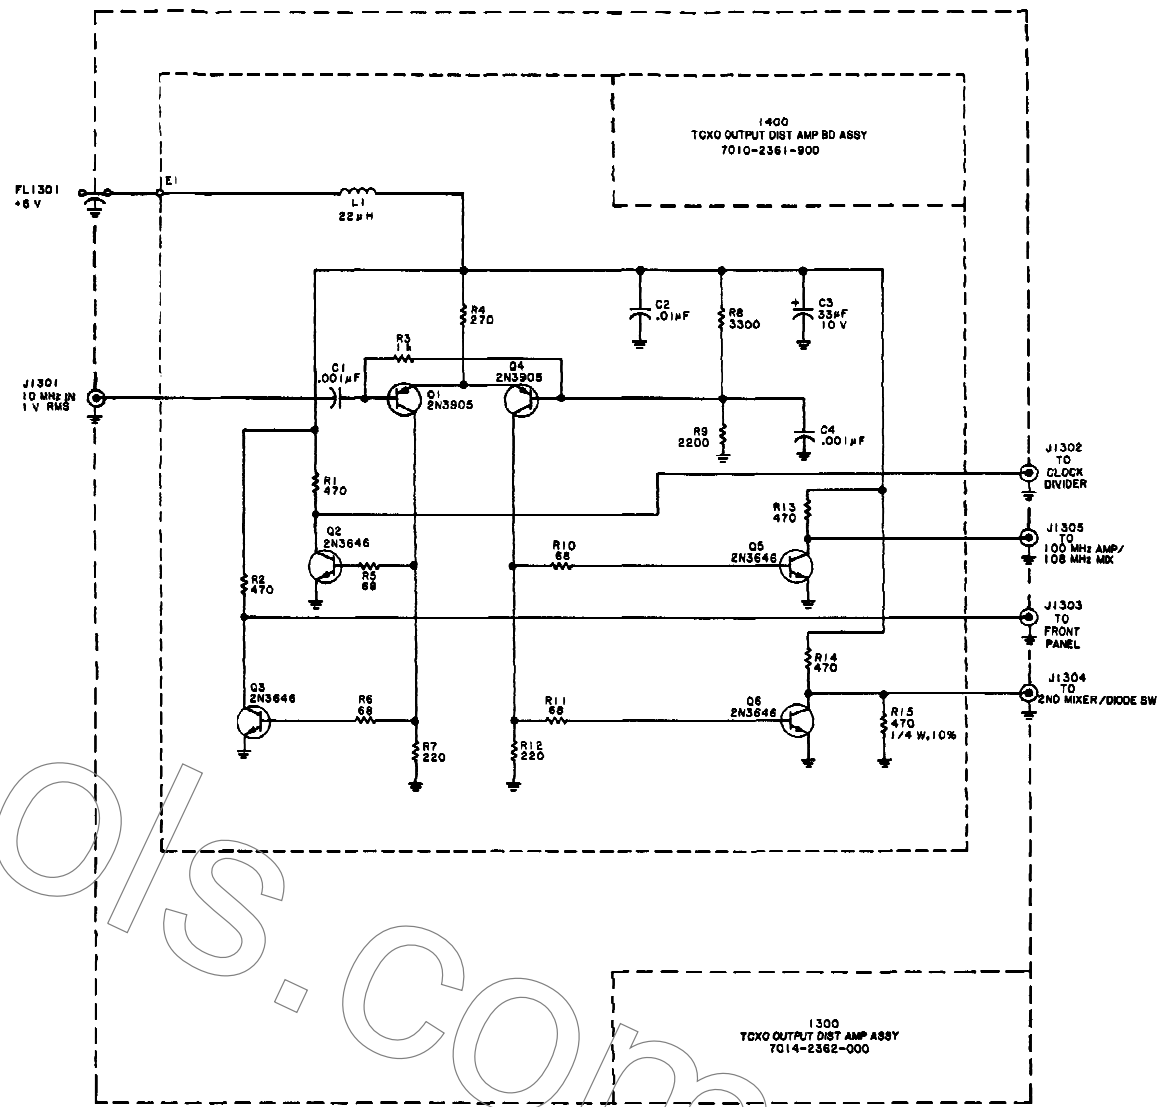 1400
TCXO OUTPUT DIST AMP BD ASSY
7010-2361-900
E1
FL1301
+6 V
L1
22µH
R4
270
C2
.01µF
R8
3300
+
C3
33µF
10 V
R3
1k
C1
.001µF
Q4
2N3905
J1301
10 MHz IN
1 V RMS
Q1
2N3905
R9
2200
C4
.001µF
J1302
TO
CLOCK
DIVIDER
R1
470
R13
470
Q2
2N3646
R10
68
Q5
2N3646
J1305
TO
100 MHz AMP/
108 MHz MIX
R2
470
R5
68
J1303
TO
FRONT
PANEL
R14
470
J1304
TO
2ND MIXER/DIODE SW
Q3
2N3646
R6
68
R11
68
Q6
2N3646
R15
470
1/4 W,10%
R7
220
R12
220
ols.com
1300
TCXO OUTPUT DIST AMP ASSY
7014-2362-000